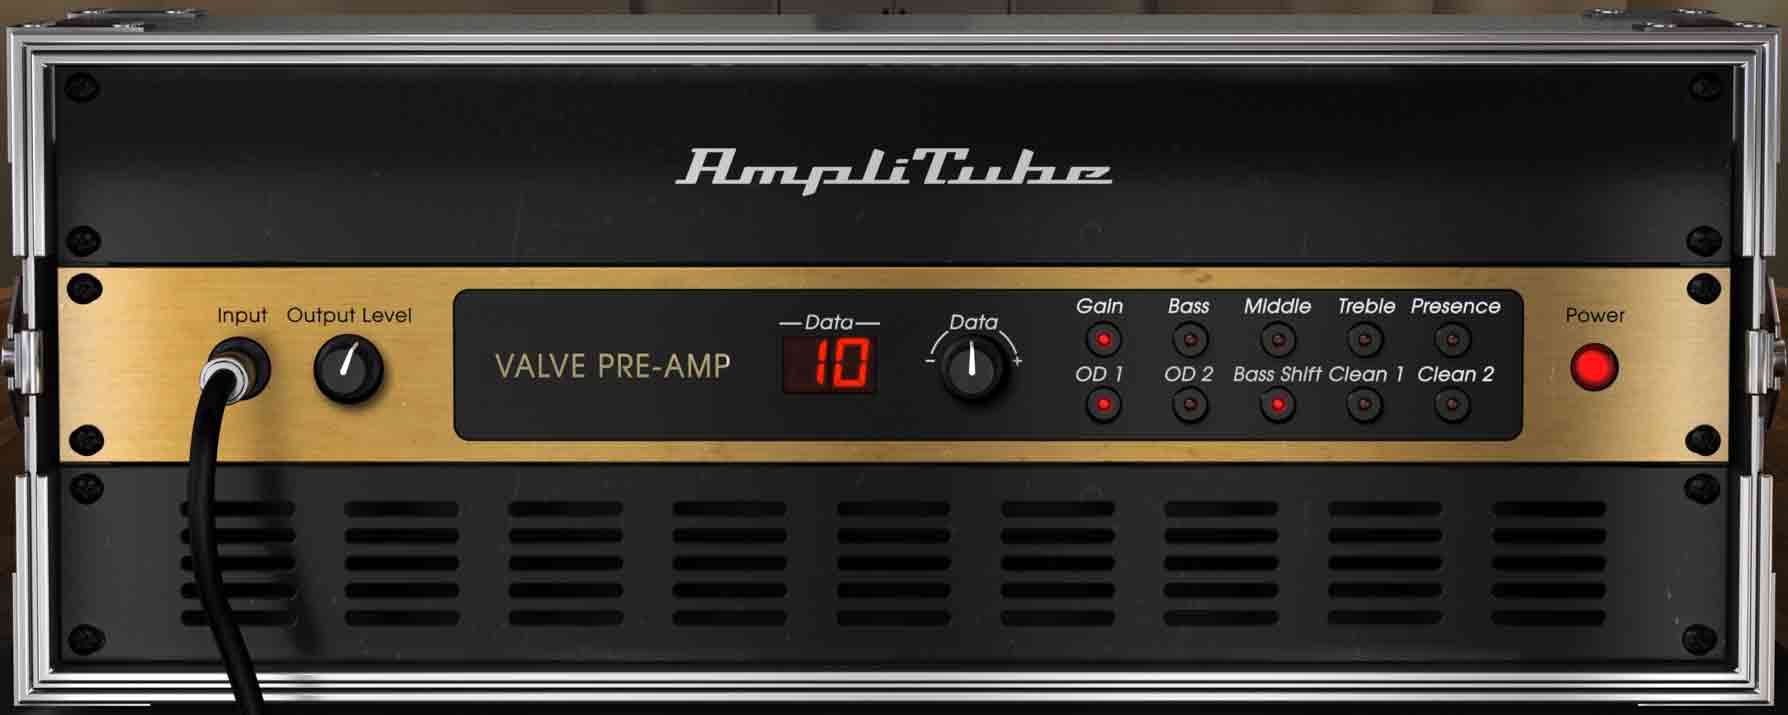 AmpliTube
Input Output Level
VALVE PRE-AMP
Data
10
Data
- +
Gain Bass Middle Treble Presence
OD 1 OD 2 Bass Shift Clean 1 Clean 2
Power